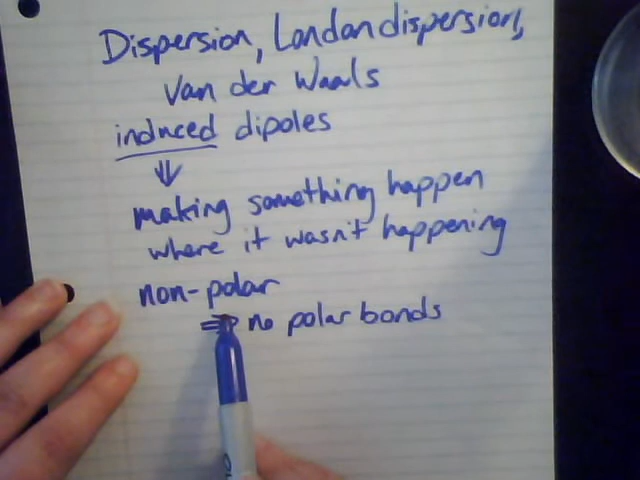 Dispersion, London dispersion,
Van der Waals
induced dipoles
⇓
making something happen
where it wasn't happening
non-polar
⇒ no polar bonds